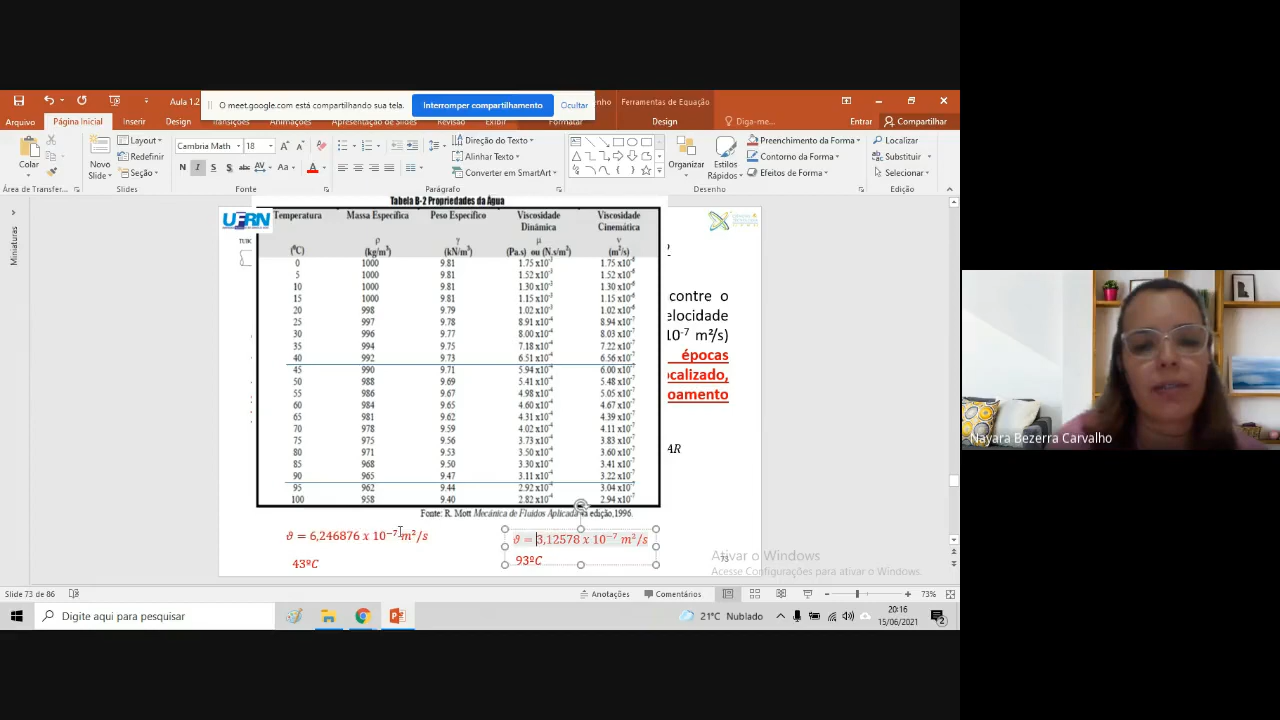 Aula 1.2
O meet.google.com está compartilhando sua tela.
Interromper compartilhamento
Ocultar
Ferramentas de Equação
Arquivo
Página Inicial
Inserir
Design
Transições
Animações
Apresentação de Slides
Revisão
Exibir
Formatar
Design
Diga-me...
Entrar
Compartilhar
Colar
Novo
Slide
Layout
Redefinir
Seção
Cambria Math
18
Direção do Texto
Alinhar Texto
Converter em SmartArt
Organizar
Estilos
Rápidos
Preenchimento da Forma
Contorno da Forma
Efeitos de Forma
Localizar
Substituir
Selecionar
Área de Transfer...
Slides
Fonte
Parágrafo
Desenho
Edição
Miniaturas
Tabela B-2 Propriedades da Água
UFRN
Temperatura Massa Específica Peso Específico Viscosidade Dinâmica Viscosidade Cinemática
(ºC) ρ (kg/m³) γ (kN/m³) μ (Pa.s) ou (N.s/m²) ν (m²/s)
0 1000 9.81 1.75 x10⁻³ 1.75 x10⁻⁶
5 1000 9.81 1.52 x10⁻³ 1.52 x10⁻⁶
10 1000 9.81 1.30 x10⁻³ 1.30 x10⁻⁶
15 1000 9.81 1.15 x10⁻³ 1.15 x10⁻⁶
20 998 9.79 1.02 x10⁻³ 1.02 x10⁻⁶
25 997 9.78 8.91 x10⁻⁴ 8.94 x10⁻⁷
30 996 9.77 8.00 x10⁻⁴ 8.03 x10⁻⁷
35 994 9.75 7.18 x10⁻⁴ 7.22 x10⁻⁷
40 992 9.73 6.51 x10⁻⁴ 6.56 x10⁻⁷
45 990 9.71 5.94 x10⁻⁴ 6.00 x10⁻⁷
50 988 9.69 5.41 x10⁻⁴ 5.48 x10⁻⁷
55 986 9.67 4.98 x10⁻⁴ 5.05 x10⁻⁷
60 984 9.65 4.60 x10⁻⁴ 4.67 x10⁻⁷
65 981 9.62 4.31 x10⁻⁴ 4.39 x10⁻⁷
70 978 9.59 4.02 x10⁻⁴ 4.11 x10⁻⁷
75 975 9.56 3.73 x10⁻⁴ 3.83 x10⁻⁷
80 971 9.53 3.50 x10⁻⁴ 3.60 x10⁻⁷
85 968 9.50 3.30 x10⁻⁴ 3.41 x10⁻⁷
90 965 9.47 3.11 x10⁻⁴ 3.22 x10⁻⁷
95 962 9.44 2.92 x10⁻⁴ 3.04 x10⁻⁷
100 958 9.40 2.82 x10⁻⁴ 2.94 x10⁻⁷
Fonte: R. Mott Mecánica de Fluidos Aplicada 4a edição,1996.
contre o
elocidade
10⁻⁷ m²/s)
épocas
ocalizado,
oamento
AR
ϑ = 6,246876 x 10⁻⁷ m²/s
43ºC
ϑ = 3,12578 x 10⁻⁷ m²/s
93ºC
Ativar o Windows
Acesse Configurações para ativar o Windows.
73
Nayara Bezerra Carvalho
Slide 73 de 86
Anotações
Comentários
73%
Digite aqui para pesquisar
21°C Nublado
20:16
15/06/2021
2